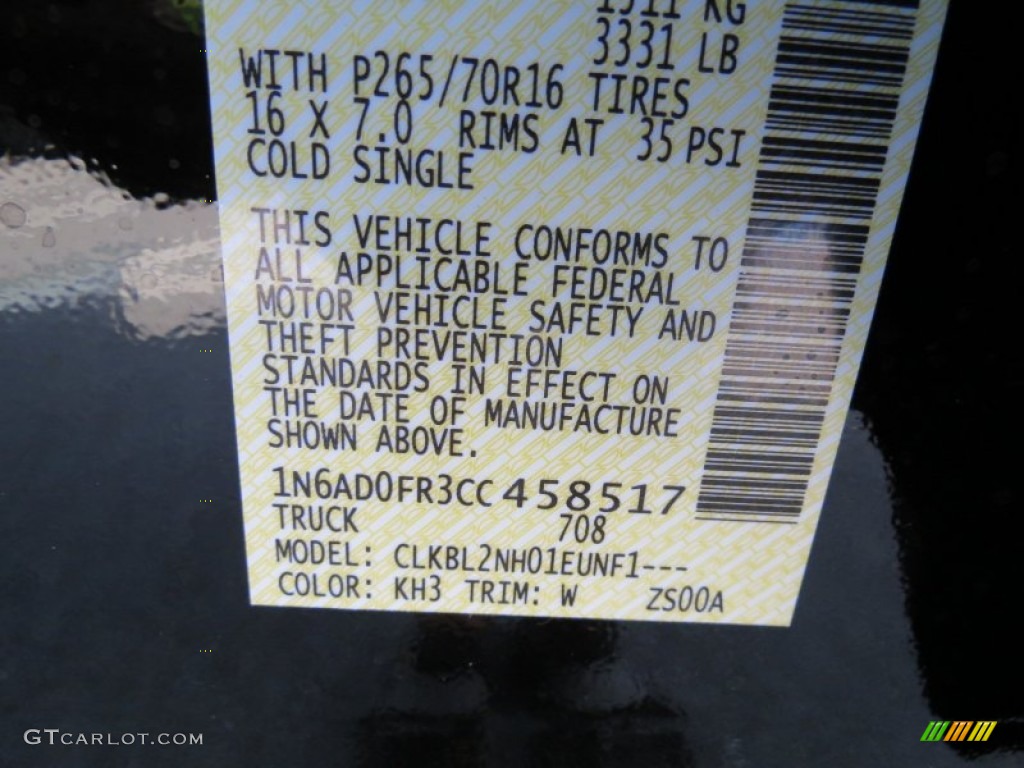 1511 KG
3331 LB
WITH P265/70R16 TIRES
16 X 7.0 RIMS AT 35 PSI
COLD SINGLE
THIS VEHICLE CONFORMS TO
ALL APPLICABLE FEDERAL
MOTOR VEHICLE SAFETY AND
THEFT PREVENTION
STANDARDS IN EFFECT ON
THE DATE OF MANUFACTURE
SHOWN ABOVE.
1N6AD0FR3CC458517
TRUCK 708
MODEL: CLKBL2NH01EUNF1---
COLOR: KH3 TRIM: W ZS00A
GTCARLOT.COM